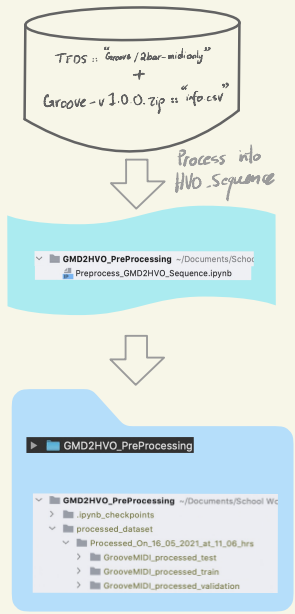 TFDS :: "Groove/2bar-midionly"
+
Groove-v1.0.0.zip :: "info.csv"
Process into
HVO_Sequence
GMD2HVO_PreProcessing ~/Documents/School
Preprocess_GMD2HVO_Sequence.ipynb
GMD2HVO_PreProcessing
GMD2HVO_PreProcessing ~/Documents/School Wo
.ipynb_checkpoints
processed_dataset
Processed_On_16_05_2021_at_11_06_hrs
GrooveMIDI_processed_test
GrooveMIDI_processed_train
GrooveMIDI_processed_validation